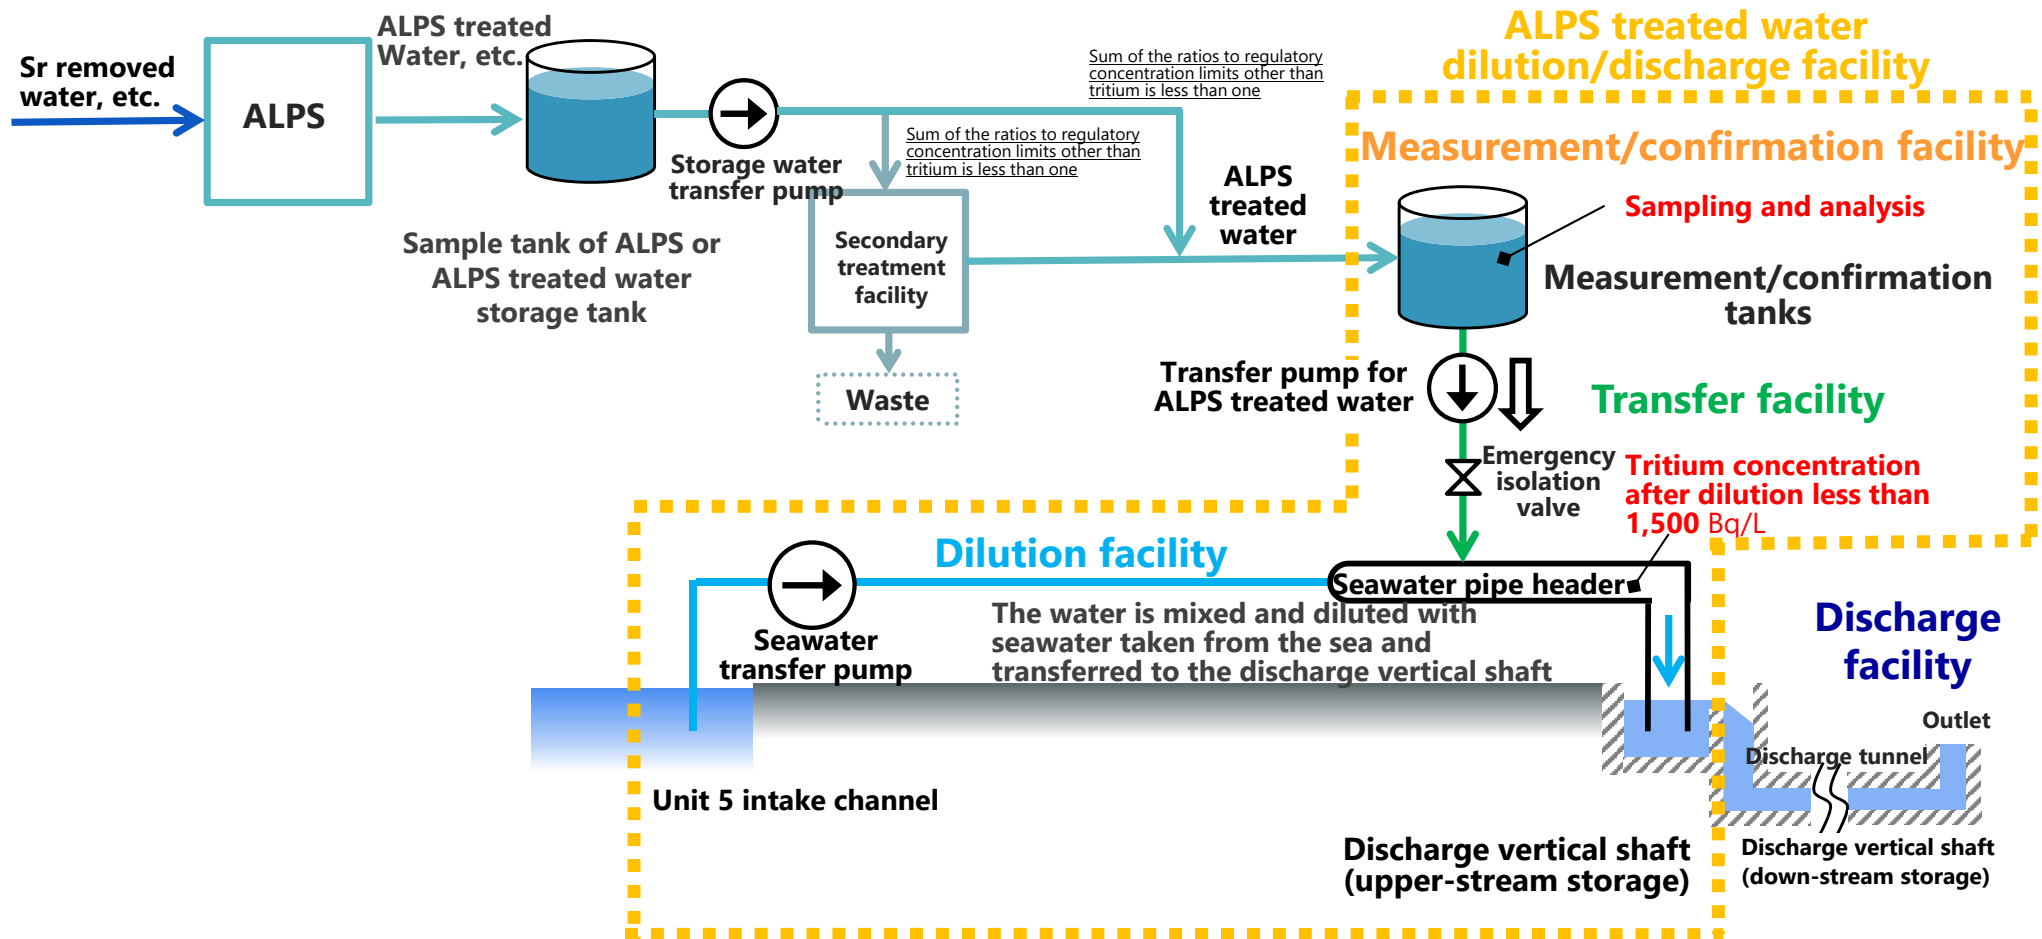 ALPS treated water
dilution/discharge facility
ALPS treated
Water, etc.
Sr removed
water, etc.
ALPS
Storage water
transfer pump
Sum of the ratios to regulatory
concentration limits other than
tritium is less than one
Sum of the ratios to regulatory
concentration limits other than
tritium is less than one
Sample tank of ALPS or
ALPS treated water
storage tank
Secondary
treatment
facility
Waste
ALPS
treated
water
Measurement/confirmation facility
Sampling and analysis
Measurement/confirmation
tanks
Transfer pump for
ALPS treated water
Transfer facility
Emergency
isolation
valve
Tritium concentration
after dilution less than
1,500 Bq/L
Dilution facility
Seawater pipe header
Seawater
transfer pump
The water is mixed and diluted with
seawater taken from the sea and
transferred to the discharge vertical shaft
Discharge
facility
Outlet
Discharge tunnel
Unit 5 intake channel
Discharge vertical shaft
(upper-stream storage)
Discharge vertical shaft
(down-stream storage)